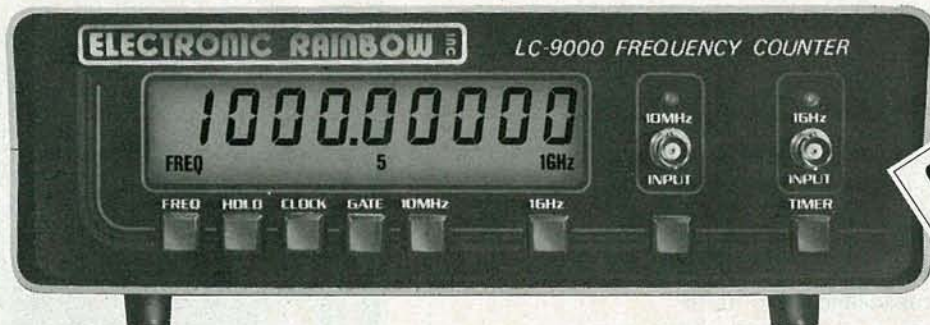 ELECTRONIC RAINBOW INC
LC-9000 FREQUENCY COUNTER
1000.00000
FREQ 5 1GHz
10MHz
INPUT
1GHz
INPUT
FREQ HOLD CLOCK GATE 10MHz 1GHz TIMER